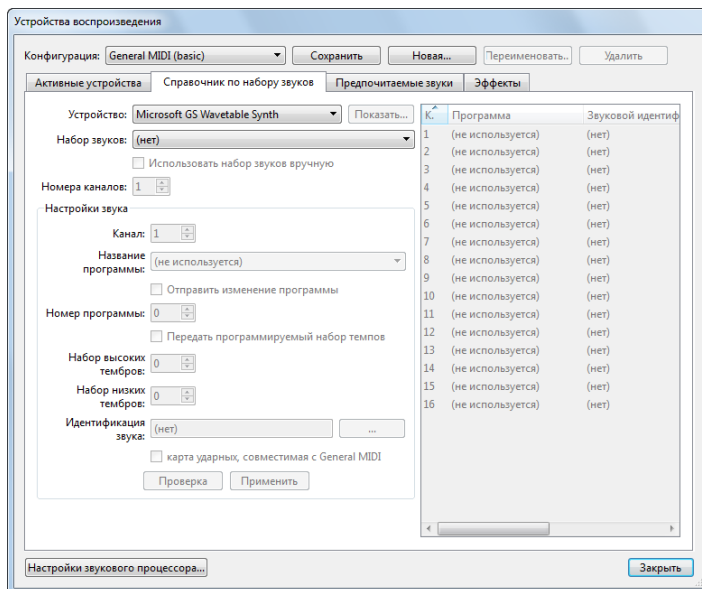 Устройства воспроизведения
Конфигурация: General MIDI (basic) Сохранить Новая... Переименовать.. Удалить
Активные устройства Справочник по набору звуков Предпочитаемые звуки Эффекты
Устройство: Microsoft GS Wavetable Synth Показать...
Набор звуков: (нет)
Использовать набор звуков вручную
Номера каналов: 1
Настройки звука
Канал: 1
Название
программы: (не используется)
Отправить изменение программы
Номер программы: 0
Передать программируемый набор темпов
Набор высоких
тембров: 0
Набор низких
тембров: 0
Идентификация
звука: (нет) ...
карта ударных, совместимая с General MIDI
Проверка Применить
К. Программа Звуковой идентиф
1 (не используется) (нет)
2 (не используется) (нет)
3 (не используется) (нет)
4 (не используется) (нет)
5 (не используется) (нет)
6 (не используется) (нет)
7 (не используется) (нет)
8 (не используется) (нет)
9 (не используется) (нет)
10 (не используется) (нет)
11 (не используется) (нет)
12 (не используется) (нет)
13 (не используется) (нет)
14 (не используется) (нет)
15 (не используется) (нет)
16 (не используется) (нет)
Настройки звукового процессора... Закрыть